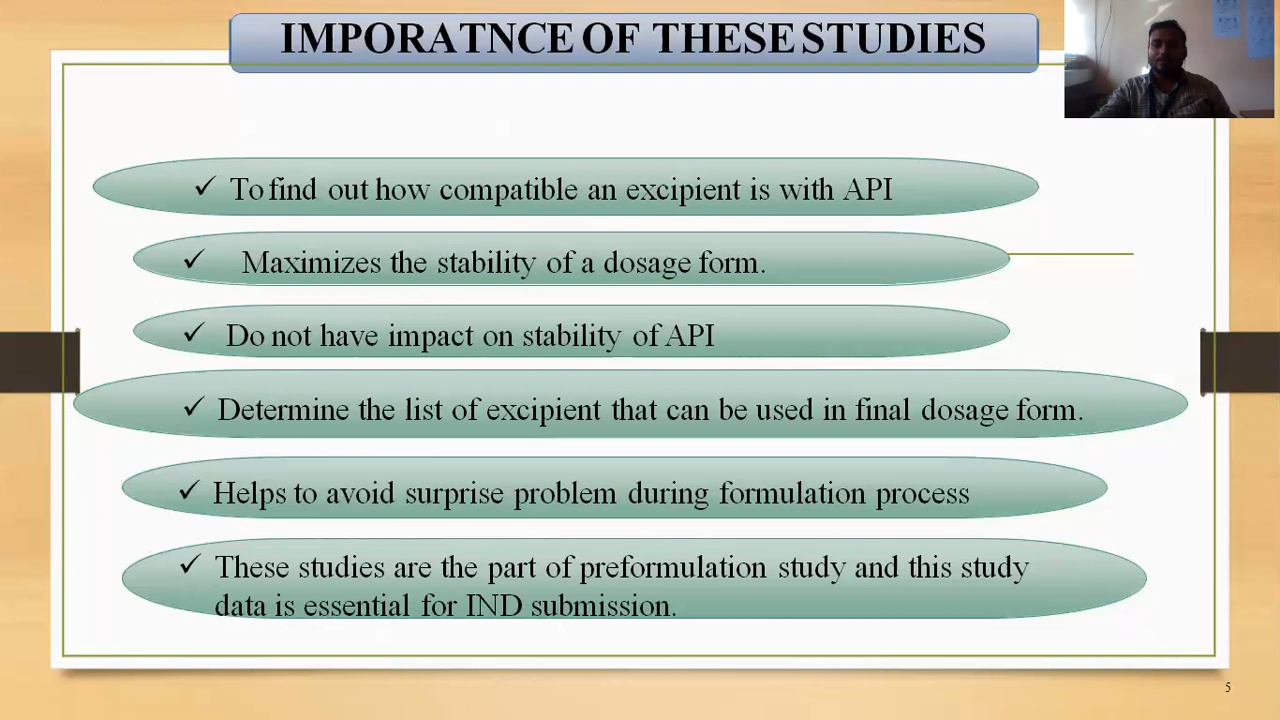 IMPORATNCE OF THESE STUDIES
✓ To find out how compatible an excipient is with API
✓ Maximizes the stability of a dosage form.
✓ Do not have impact on stability of API
✓ Determine the list of excipient that can be used in final dosage form.
✓ Helps to avoid surprise problem during formulation process
✓ These studies are the part of preformulation study and this study
data is essential for IND submission.
5